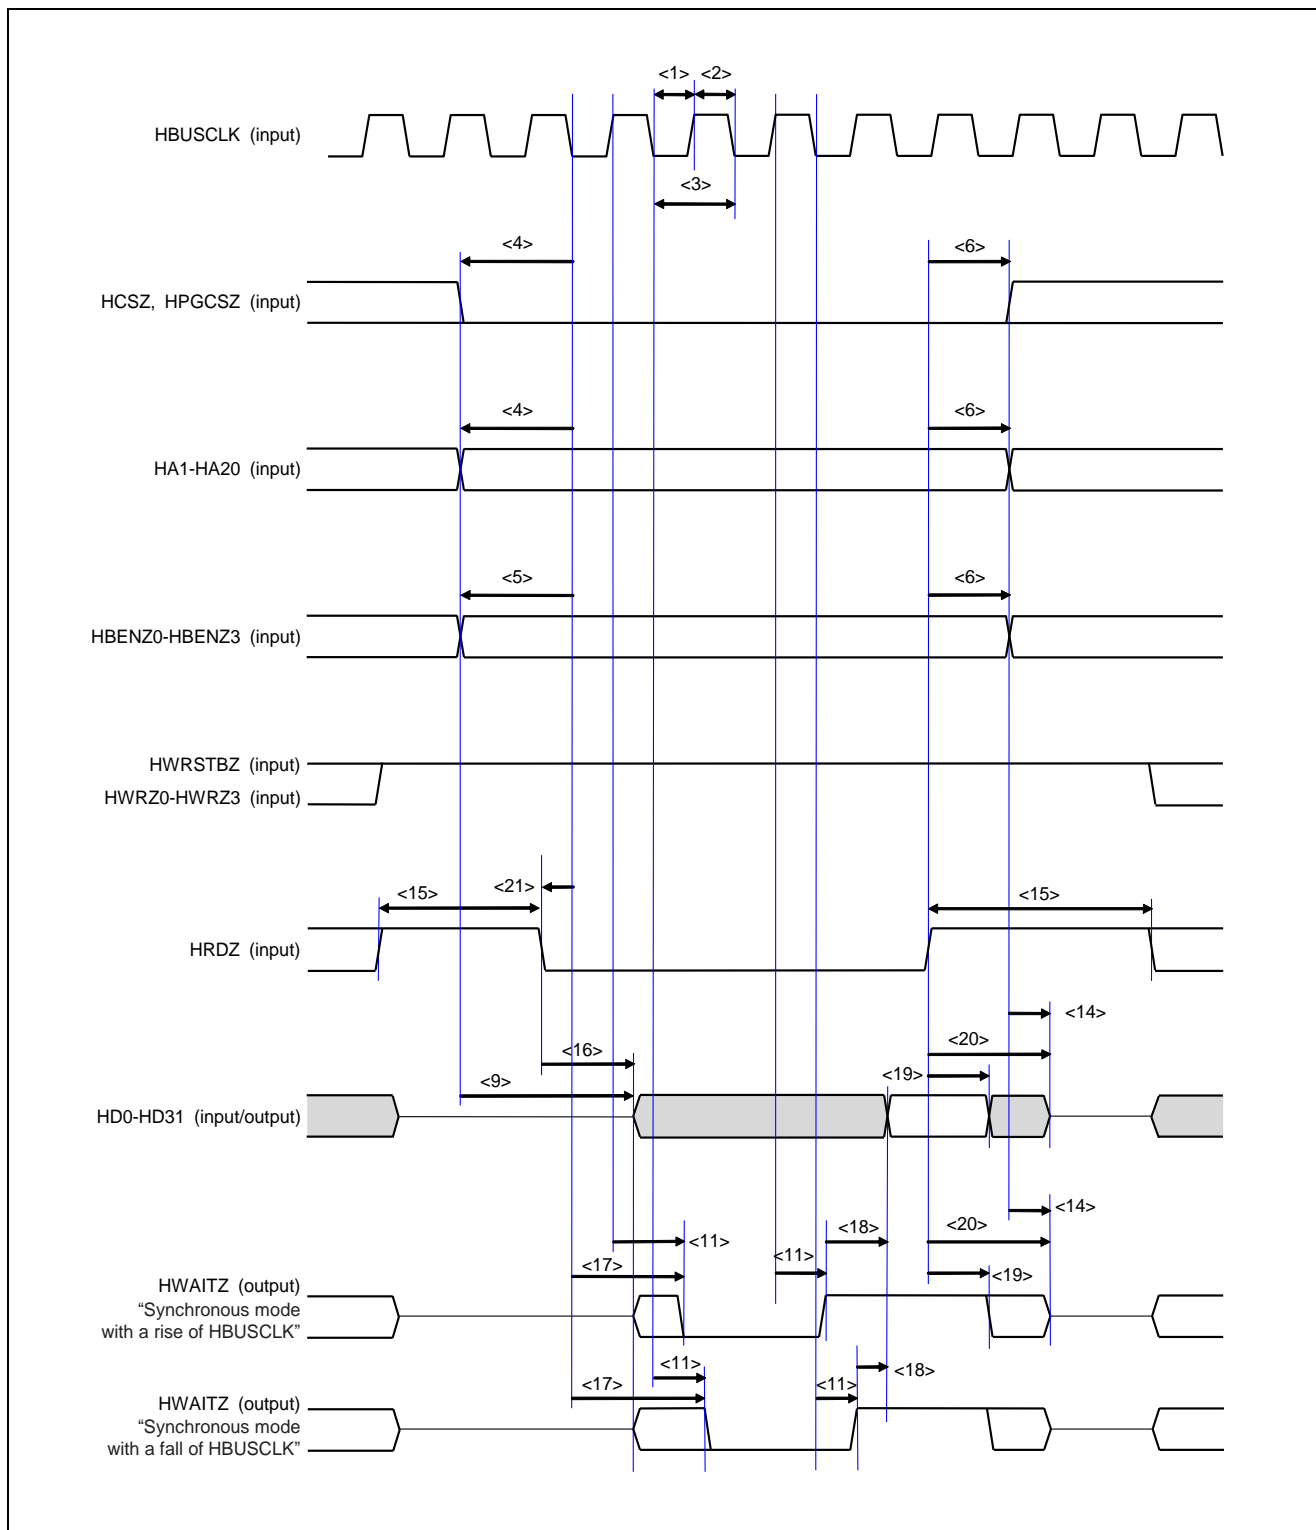 <1> <2>
HBUSCLK (input)
<3>
<4> <6>
HCSZ, HPGCSZ (input)
<4> <6>
HA1-HA20 (input)
<5> <6>
HBENZ0-HBENZ3 (input)
HWRSTBZ (input)
HWRZ0-HWRZ3 (input)
<15> <21> <15>
HRDZ (input)
<14>
<16> <20>
<9> <19>
HD0-HD31 (input/output)
<14>
<11> <18> <20>
<17> <11> <19>
HWAITZ (output)
“Synchronous mode
with a rise of HBUSCLK”
<11> <18>
<17> <11>
HWAITZ (output)
“Synchronous mode
with a fall of HBUSCLK”